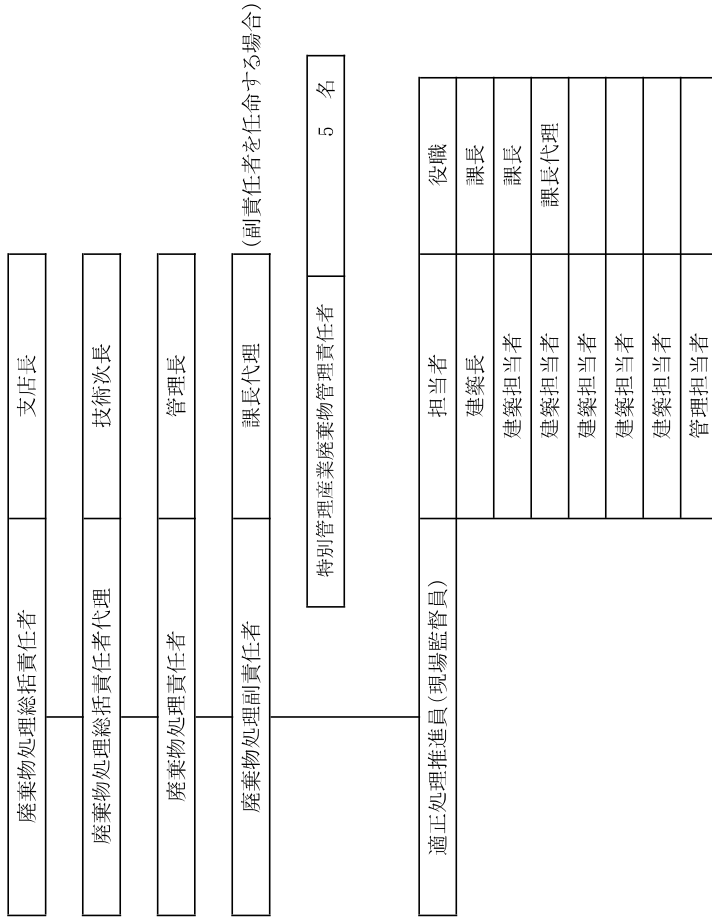 廃棄物処理総括責任者 支店長
廃棄物処理総括責任者代理 技術次長
廃棄物処理責任者 管理長
廃棄物処理副責任者 課長代理 (副責任者を任命する場合)
特別管理産業廃棄物管理責任者 5 名
適正処理推進員(現場監督員) 担当者 役職
建築長 課長
建築担当者 課長
建築担当者 課長代理
建築担当者
建築担当者
建築担当者
管理担当者